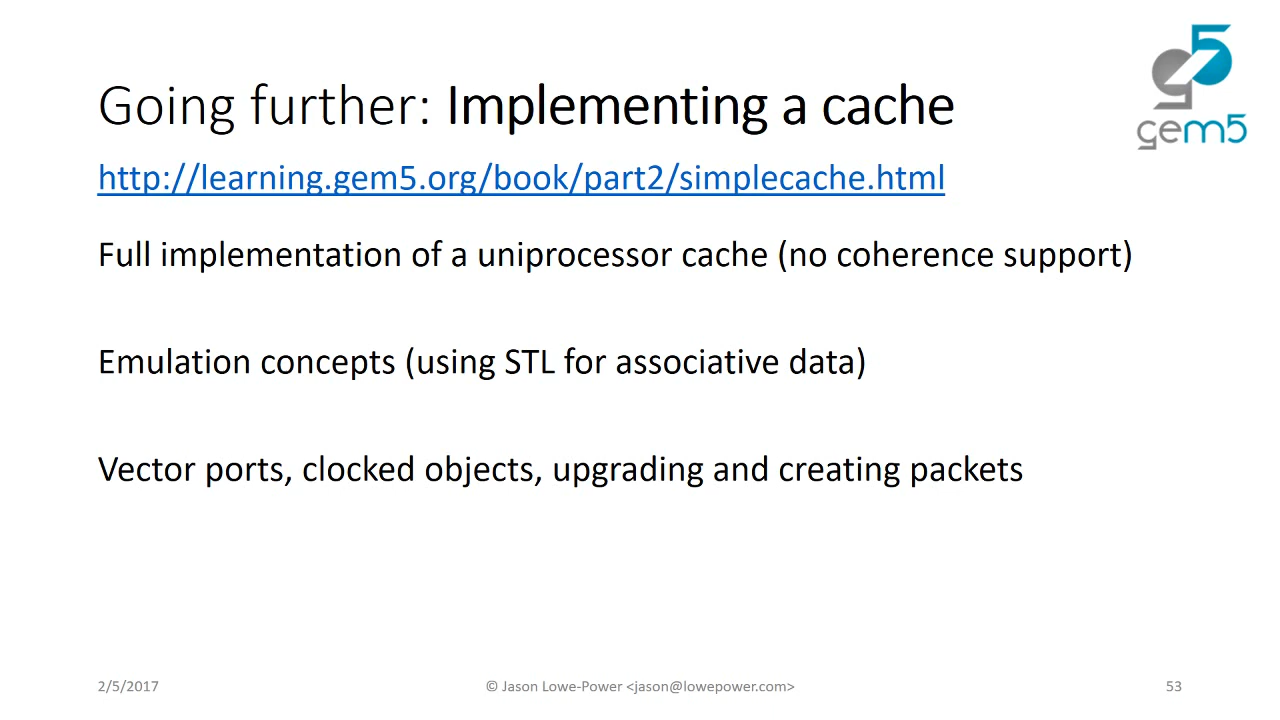 Going further: Implementing a cache
gem5
http://learning.gem5.org/book/part2/simplecache.html
Full implementation of a uniprocessor cache (no coherence support)
Emulation concepts (using STL for associative data)
Vector ports, clocked objects, upgrading and creating packets
2/5/2017
© Jason Lowe-Power <jason@lowepower.com>
53